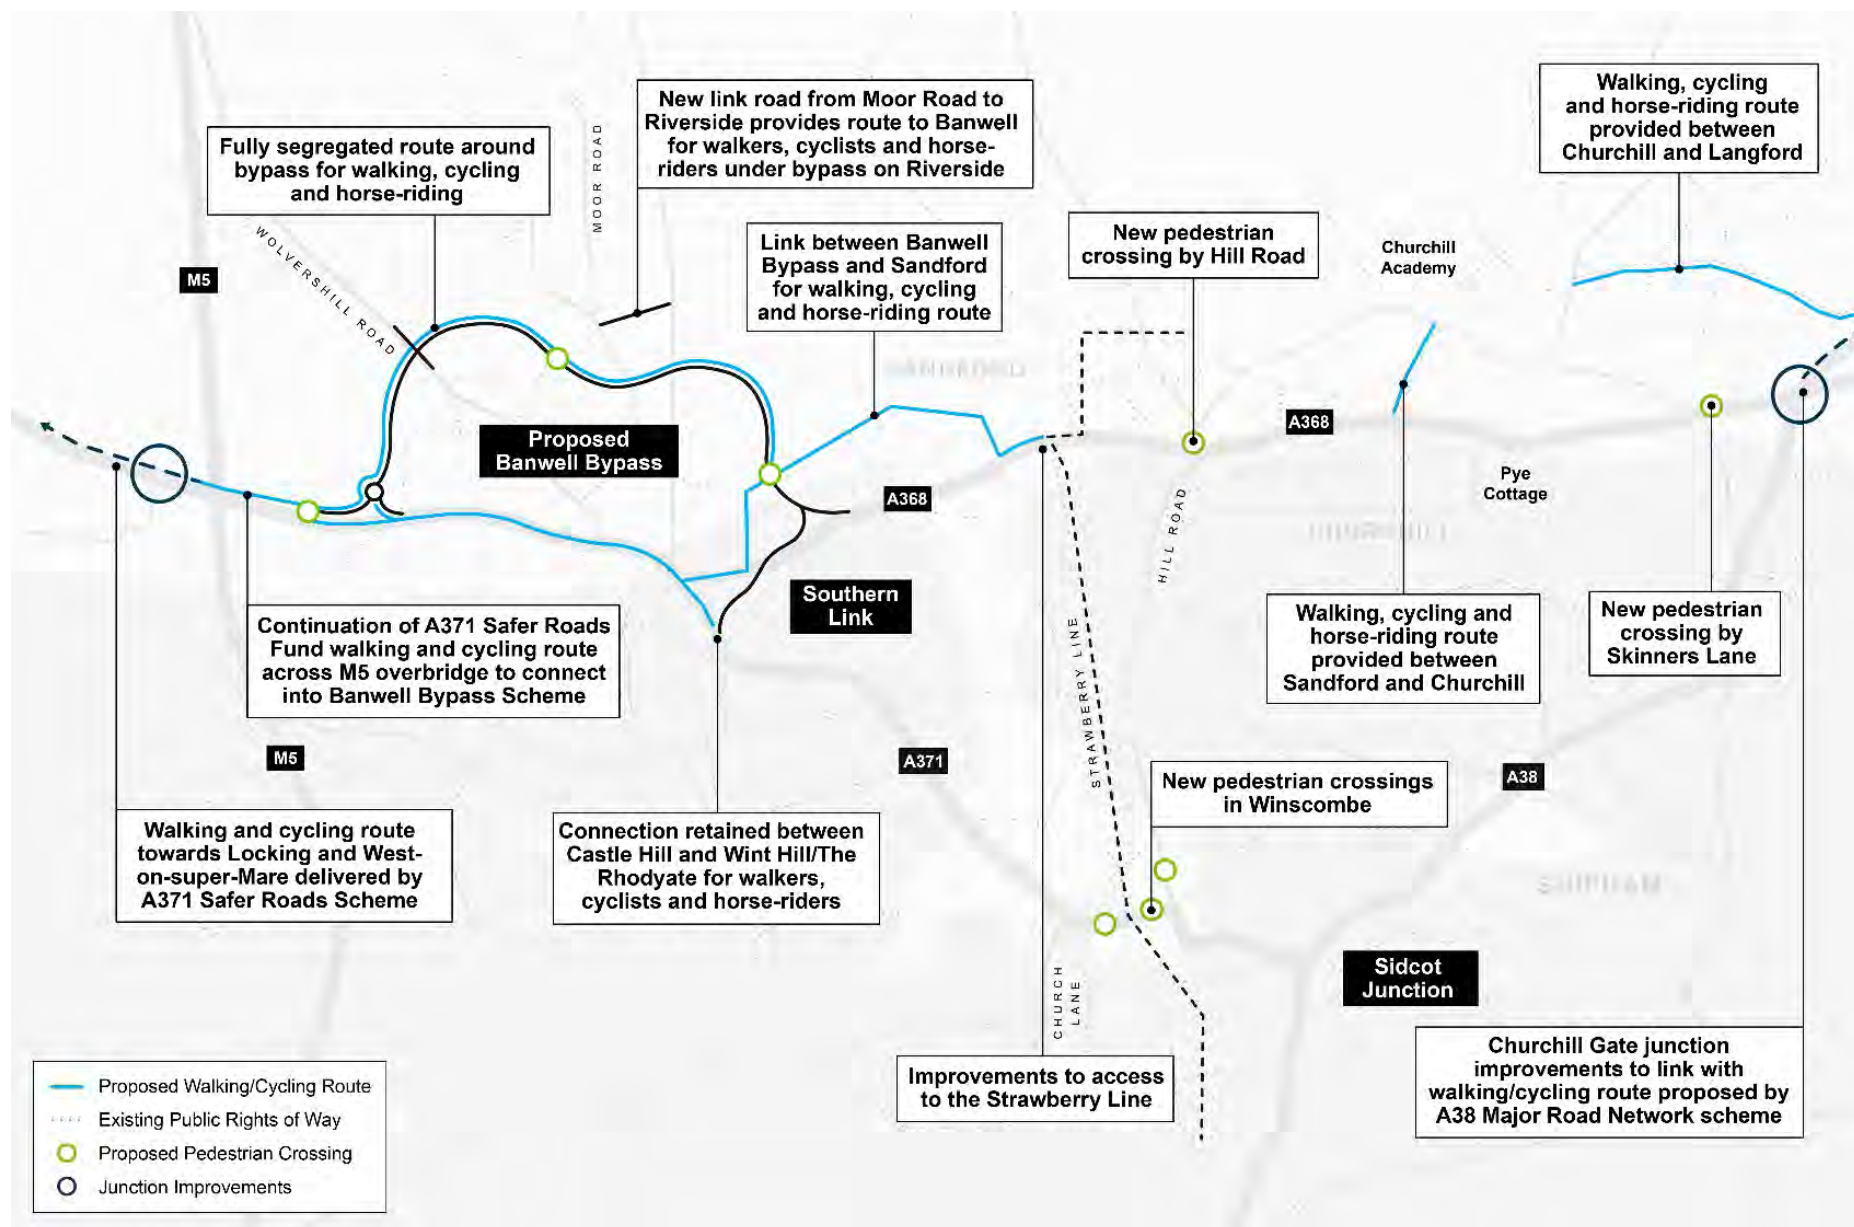 Walking, cycling
and horse-riding route
provided between
Churchill and Langford
New link road from Moor Road to
Riverside provides route to Banwell
for walkers, cyclists and horse-
riders under bypass on Riverside
Fully segregated route around
bypass for walking, cycling
and horse-riding
MOOR ROAD
Link between Banwell
Bypass and Sandford
for walking, cycling
and horse-riding route
New pedestrian
crossing by Hill Road
Churchill
Academy
WOLVERSHILL ROAD
M5
SANDFORD
Proposed
Banwell Bypass
A368
A368
Pye
Cottage
CHURCHILL
HILL ROAD
Southern
Link
Continuation of A371 Safer Roads
Fund walking and cycling route
across M5 overbridge to connect
into Banwell Bypass Scheme
Walking, cycling and
horse-riding route
provided between
Sandford and Churchill
New pedestrian
crossing by
Skinners Lane
STRAWBERRY LINE
M5
A371
New pedestrian crossings
in Winscombe
A38
Walking and cycling route
towards Locking and West-
on-super-Mare delivered by
A371 Safer Roads Scheme
Connection retained between
Castle Hill and Wint Hill/The
Rhodyate for walkers,
cyclists and horse-riders
SHIPHAM
Sidcot
Junction
CHURCH
LANE
Improvements to access
to the Strawberry Line
Churchill Gate junction
improvements to link with
walking/cycling route proposed by
A38 Major Road Network scheme
Proposed Walking/Cycling Route
Existing Public Rights of Way
Proposed Pedestrian Crossing
Junction Improvements